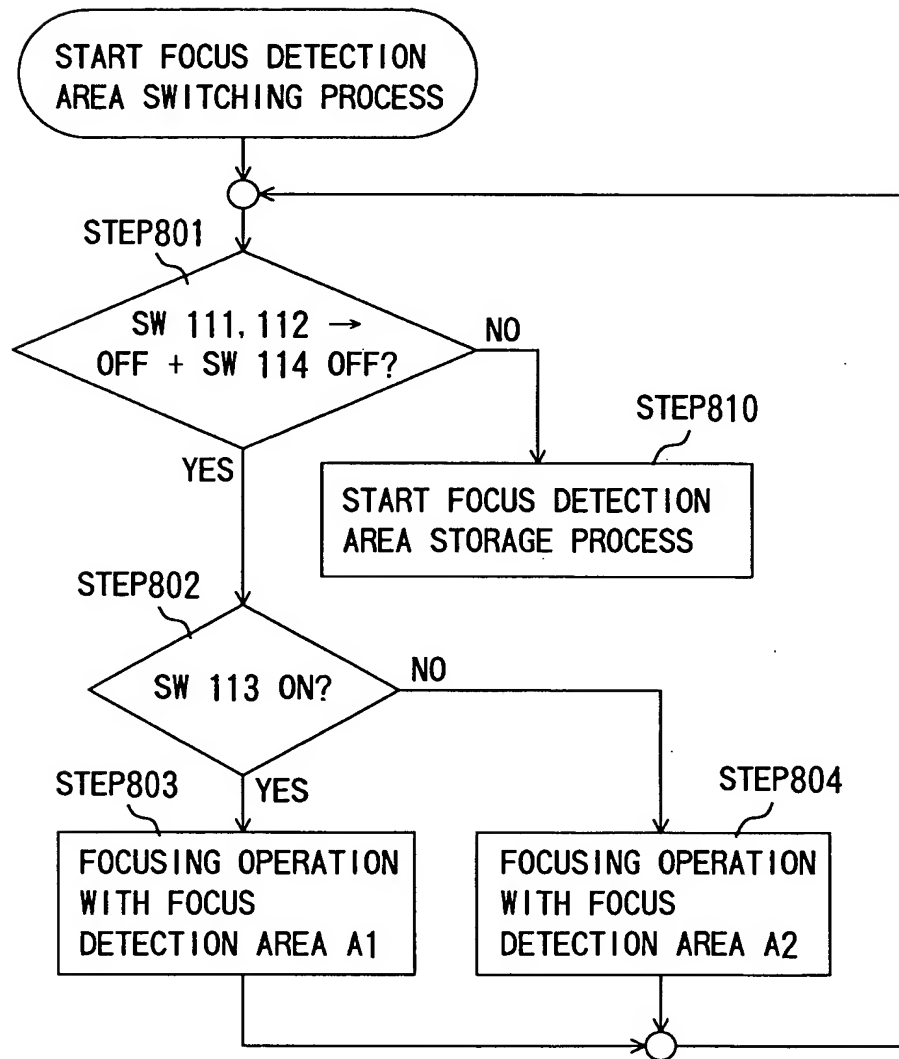 START FOCUS DETECTION
AREA SWITCHING PROCESS
STEP801
SW 111, 112 →
OFF + SW 114 OFF?
NO
YES
STEP810
START FOCUS DETECTION
AREA STORAGE PROCESS
STEP802
SW 113 ON?
NO
YES
STEP803
FOCUSING OPERATION
WITH FOCUS
DETECTION AREA A1
STEP804
FOCUSING OPERATION
WITH FOCUS
DETECTION AREA A2